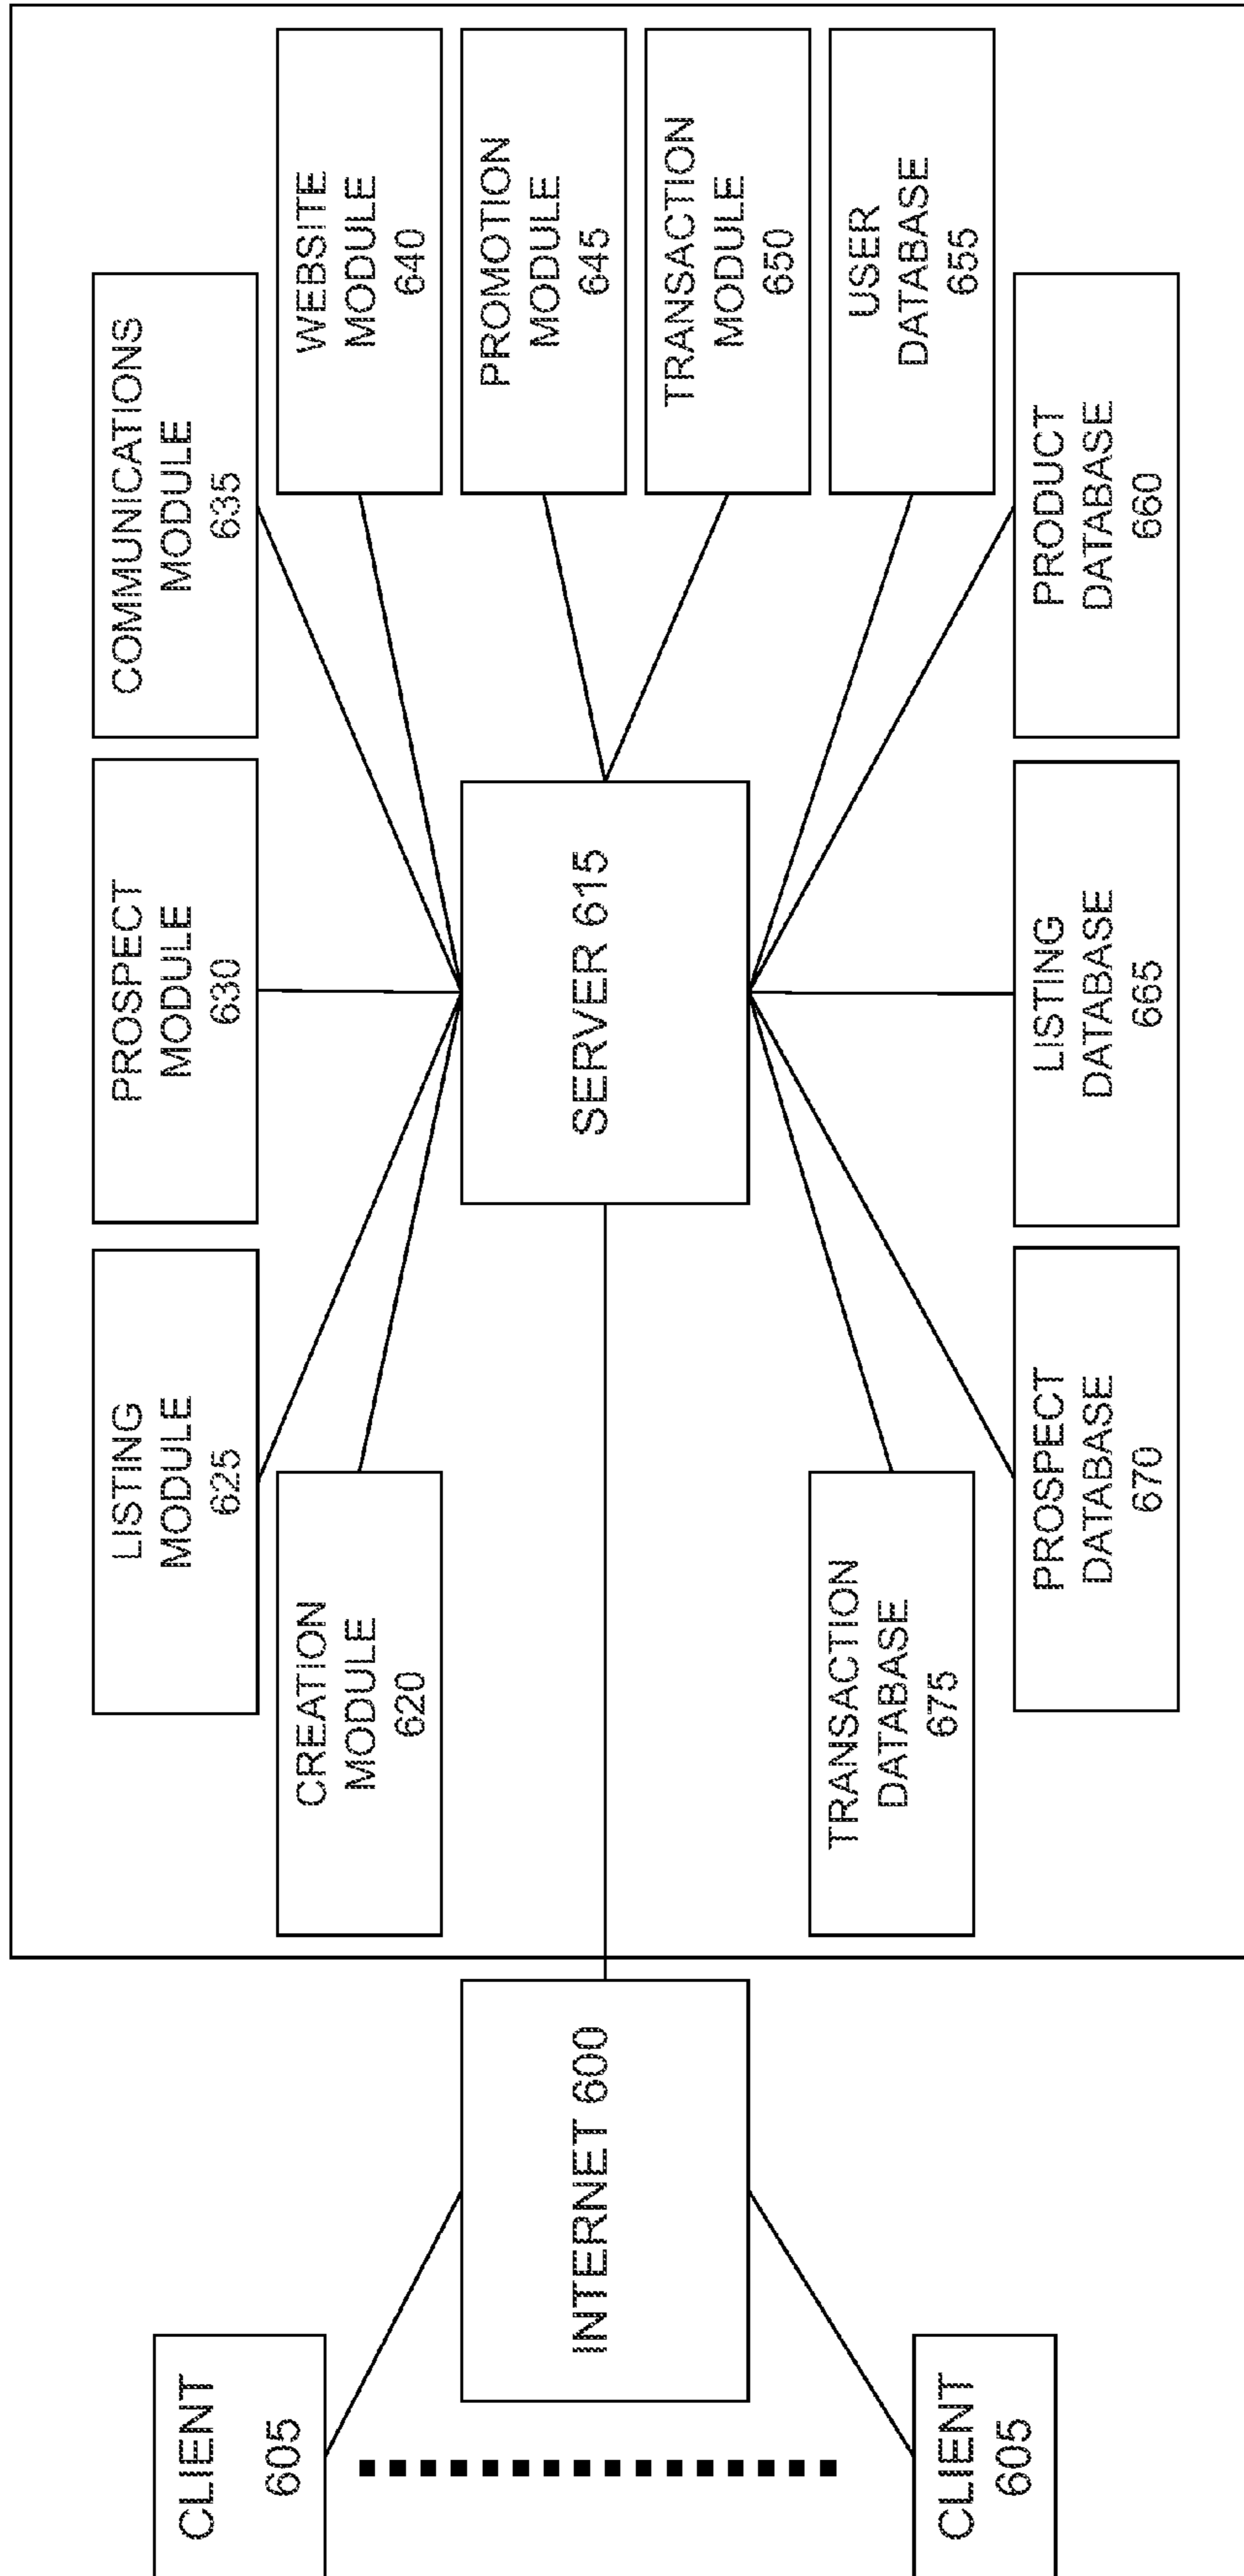 LISTING
MODULE
625
PROSPECT
MODULE
630
COMMUNICATIONS
MODULE
635
CLIENT
605
CREATION
MODULE
620
WEBSITE
MODULE
640
INTERNET 600
SERVER 615
PROMOTION
MODULE
645
TRANSACTION
MODULE
650
TRANSACTION
DATABASE
675
USER
DATABASE
655
CLIENT
605
PROSPECT
DATABASE
670
LISTING
DATABASE
665
PRODUCT
DATABASE
660